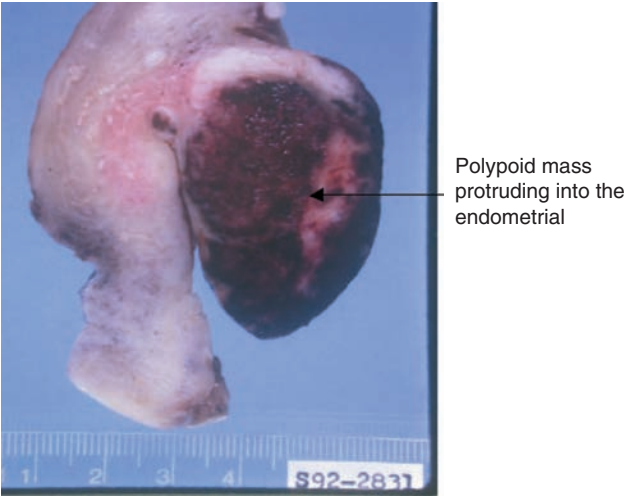 Polypoid mass
protruding into the
endometrial
1 2 3 4
S92-2831